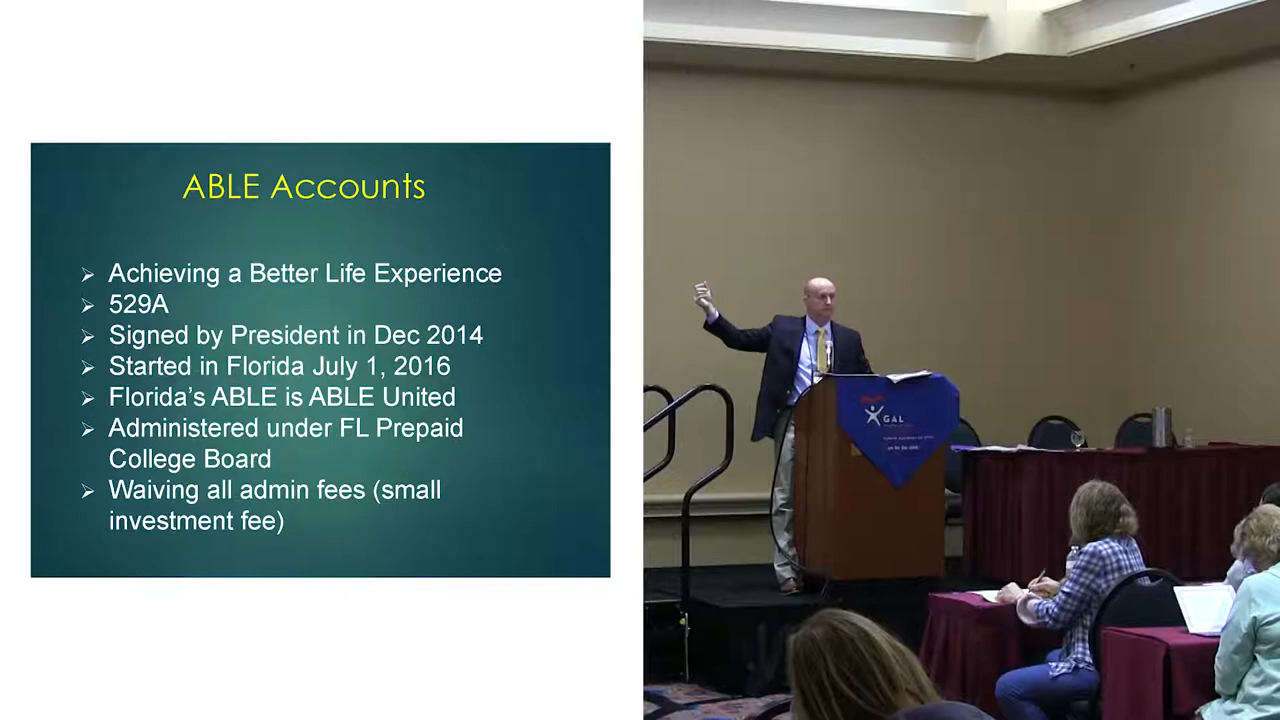 ABLE Accounts
Achieving a Better Life Experience
529A
Signed by President in Dec 2014
Started in Florida July 1, 2016
Florida's ABLE is ABLE United
Administered under FL Prepaid
College Board
Waiving all admin fees (small
investment fee)
GAL